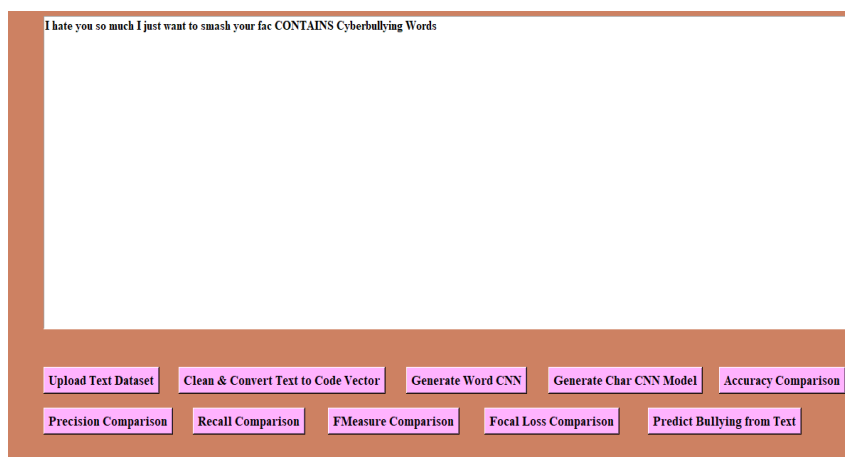 I hate you so much I just want to smash your fac CONTAINS Cyberbullying Words
Upload Text Dataset Clean & Convert Text to Code Vector Generate Word CNN Generate Char CNN Model Accuracy Comparison
Precision Comparison Recall Comparison FMeasure Comparison Focal Loss Comparison Predict Bullying from Text